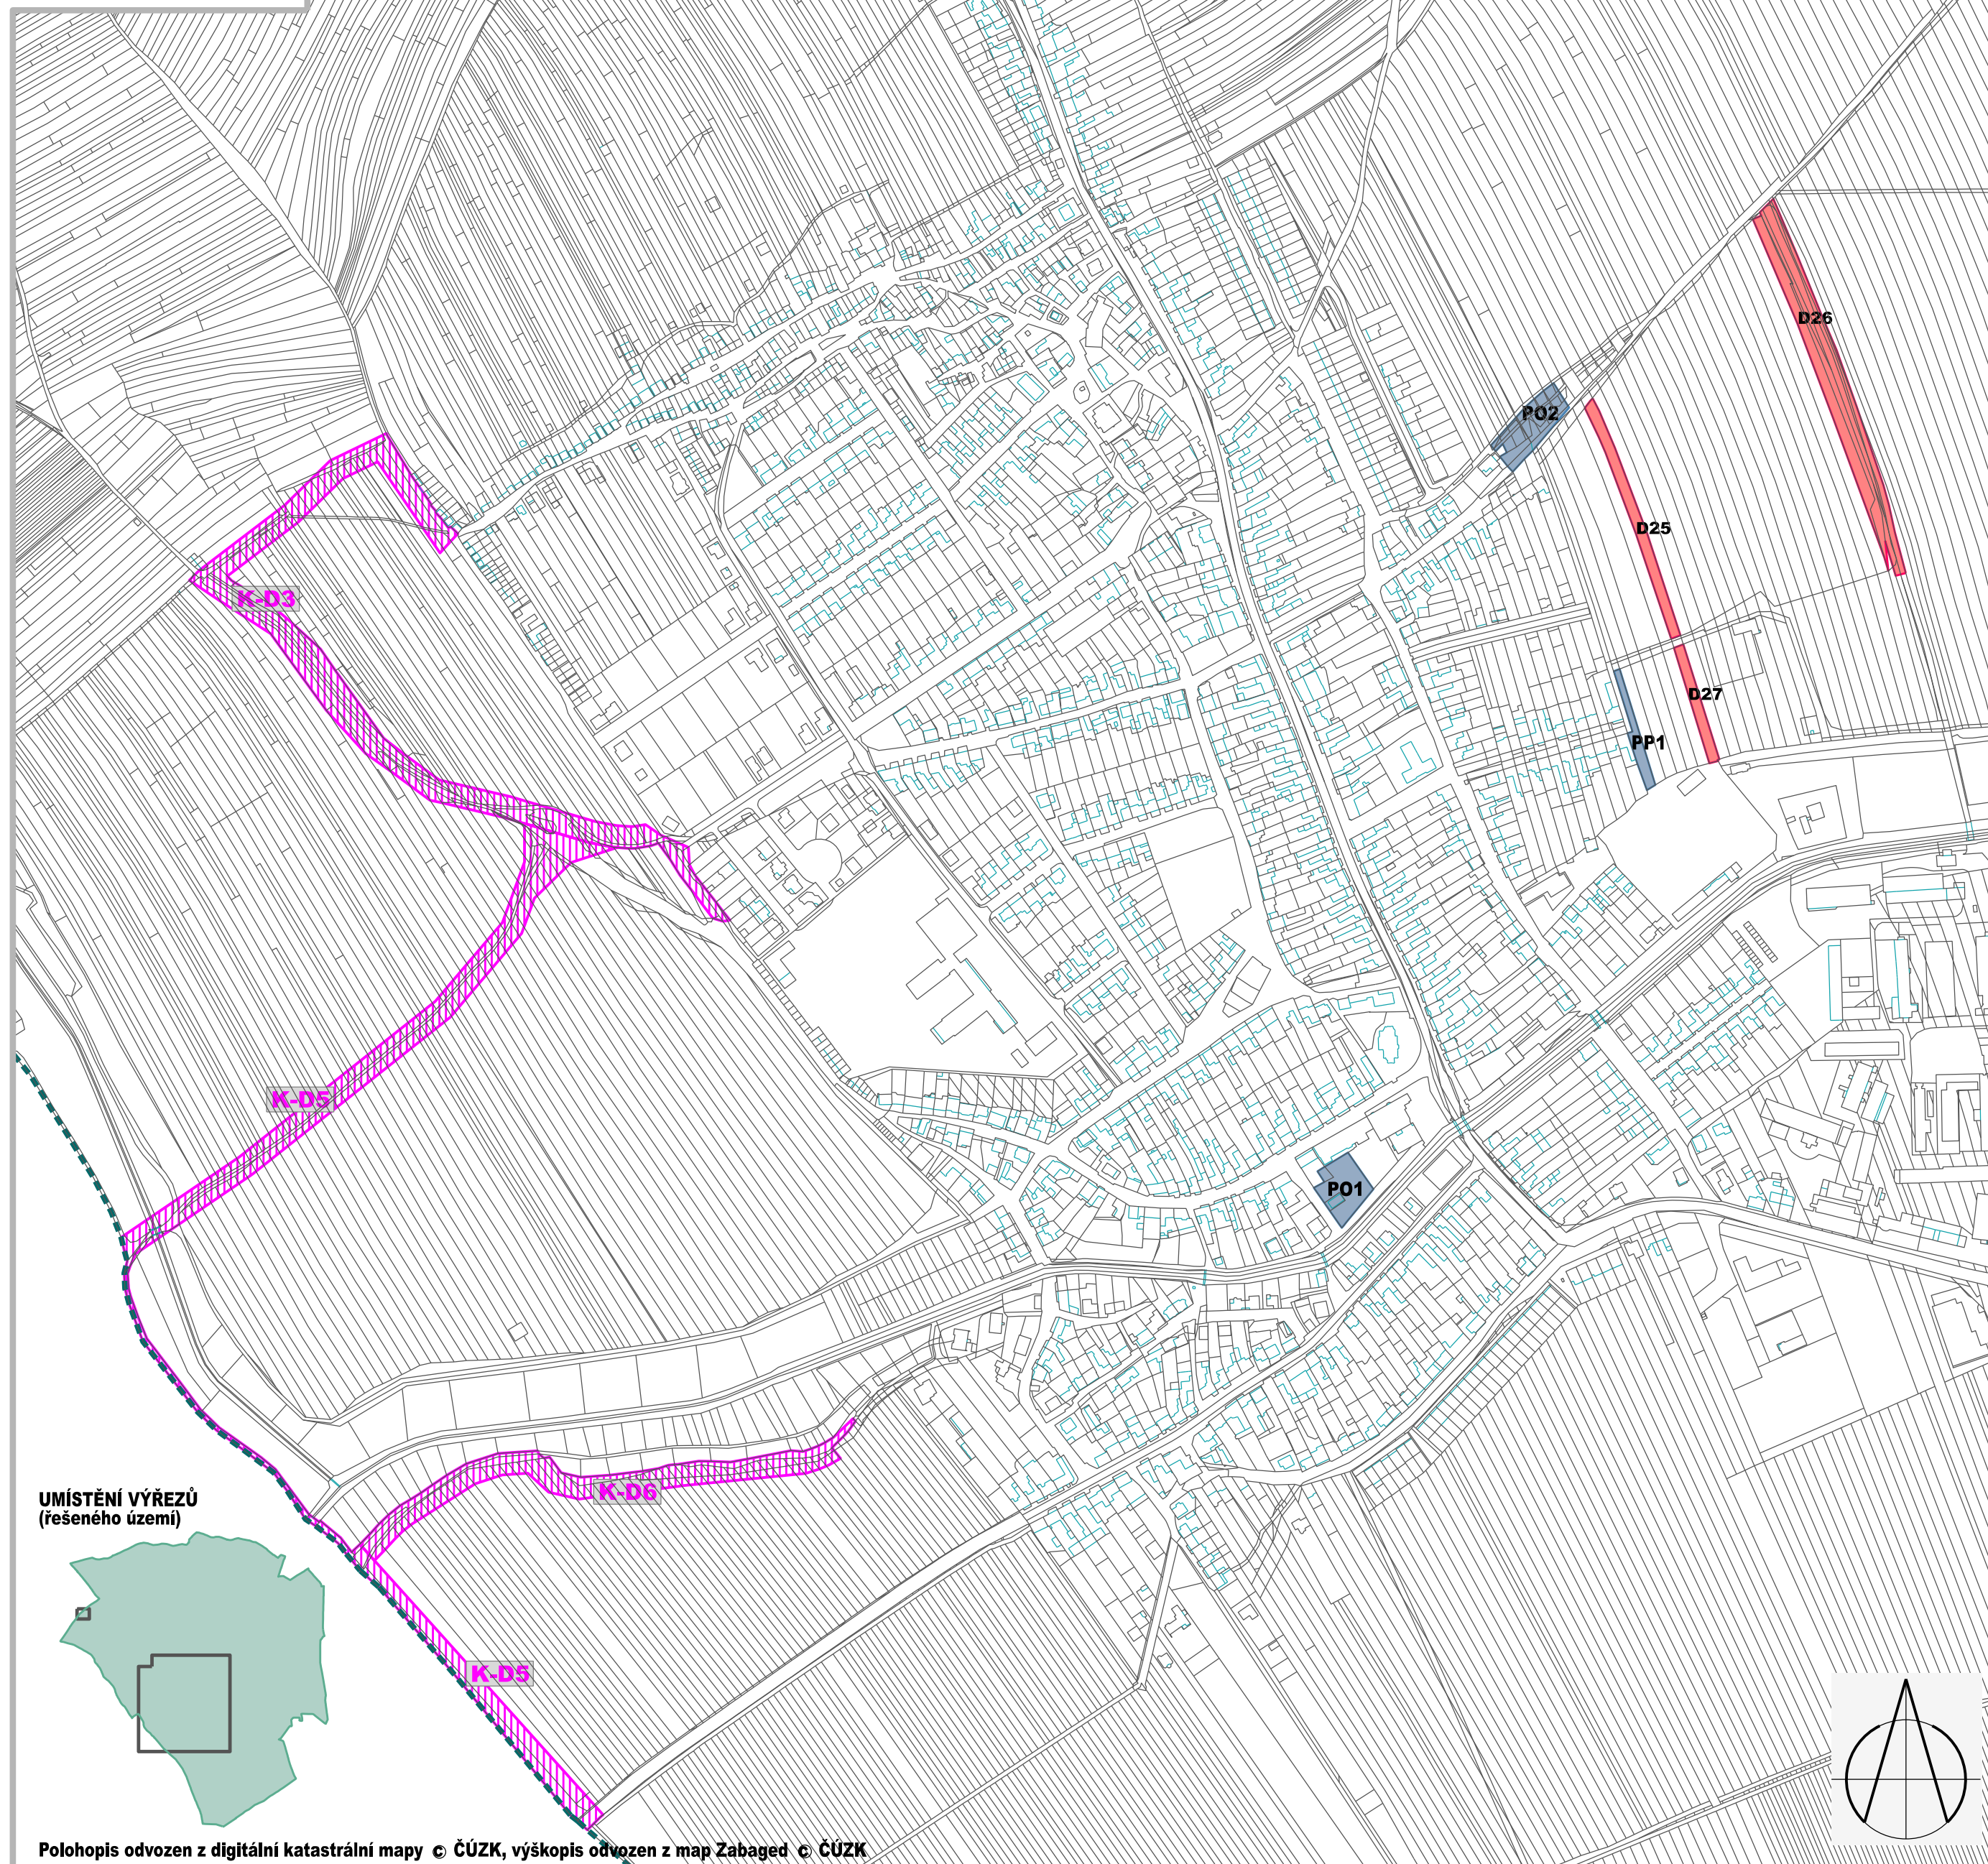 D26
PO2
D25
K-D3
D27
PP1
K-D5
PO1
K-D6
UMÍSTĚNÍ VÝŘEZŮ
(řešeného území)
K-D5
Polohopis odvozen z digitální katastrální mapy © ČÚZK, výškopis odvozen z map Zabaged © ČÚZK